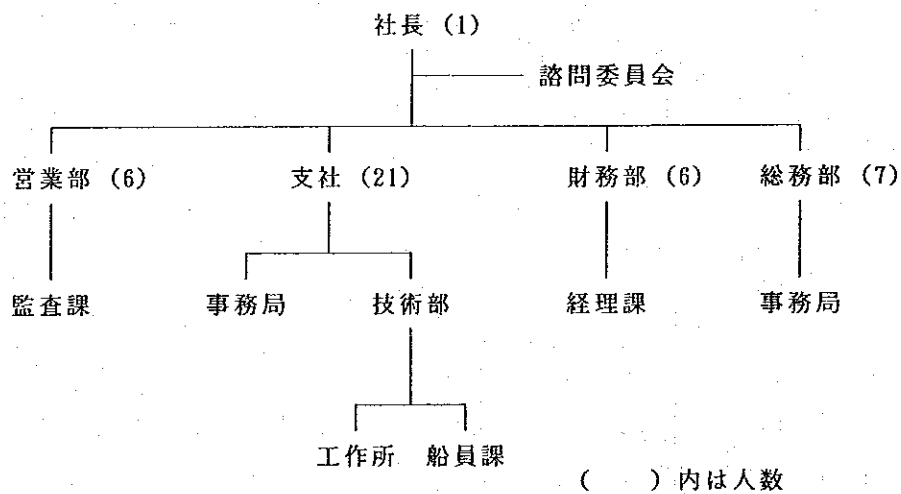 社長 (1)
諮問委員会
営業部 (6) 支社 (21) 財務部 (6) 総務部 (7)
監査課 事務局 技術部 経理課 事務局
工作所 船員課
( )内は人数